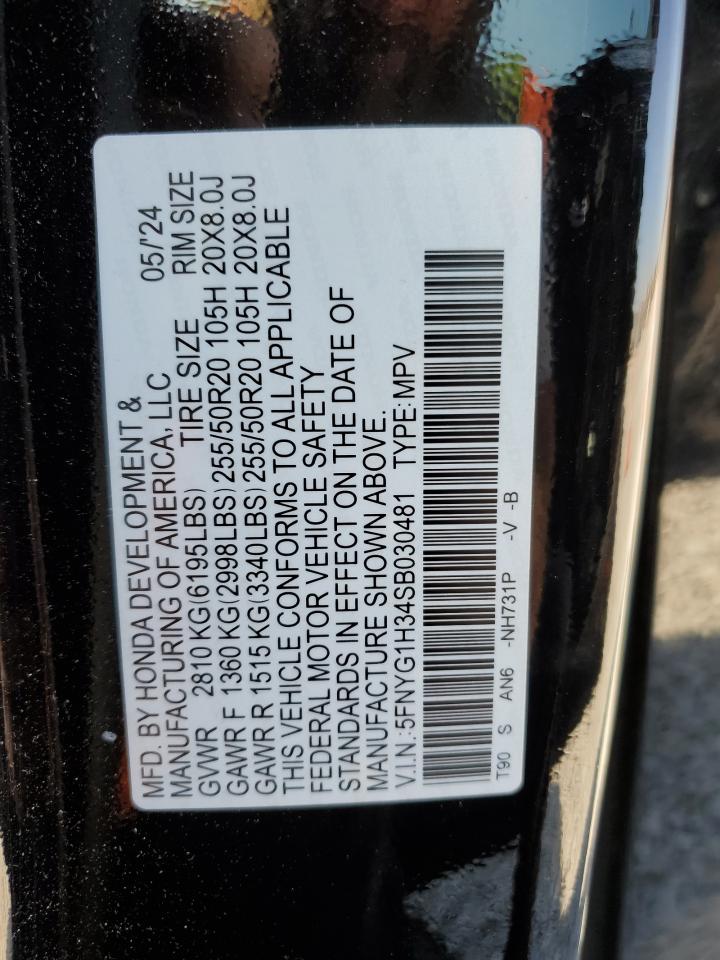 MFD. BY HONDA DEVELOPMENT &
MANUFACTURING OF AMERICA, LLC 05/'24
GVWR 2810 KG(6195LBS) TIRE SIZE RIM SIZE
GAWR F 1360 KG(2998LBS) 255/50R20 105H 20X8.0J
GAWR R 1515 KG(3340LBS) 255/50R20 105H 20X8.0J
THIS VEHICLE CONFORMS TO ALL APPLICABLE
FEDERAL MOTOR VEHICLE SAFETY
STANDARDS IN EFFECT ON THE DATE OF
MANUFACTURE SHOWN ABOVE.
V.I.N.:5FNYG1H34SB030481 TYPE:MPV
T90 S AN6 -NH731P -V -B